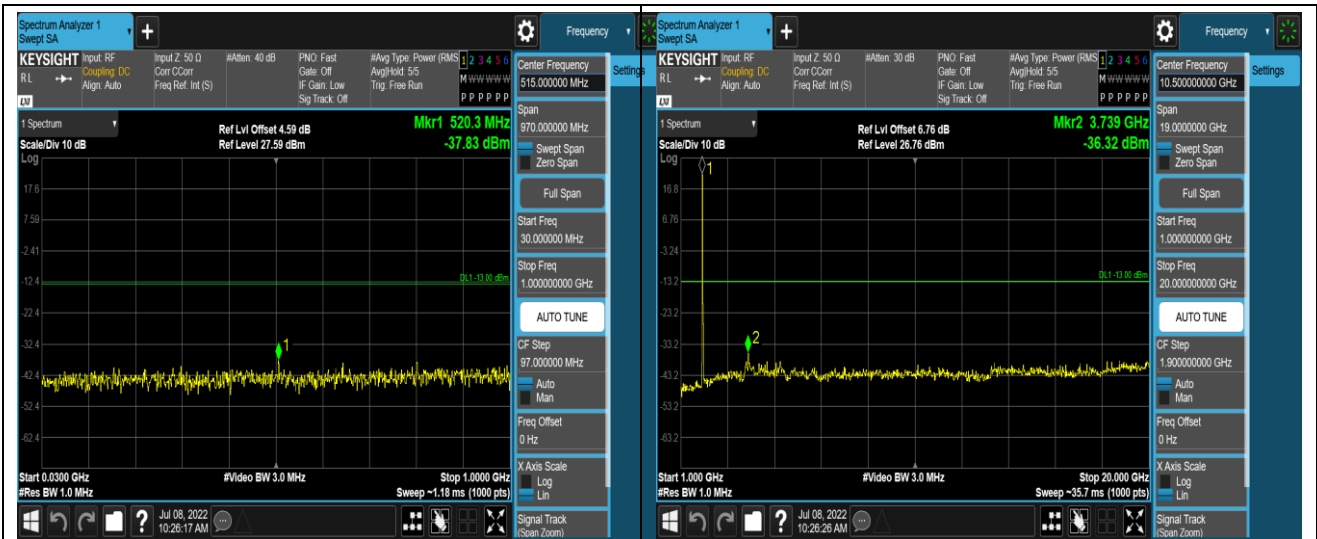 Spectrum Analyzer 1
Swept SA
+
Frequency
KEYSIGHT
Input: RF
Input Z: 50 Ω
#Atten: 40 dB
PNO: Fast
#Avg Type: Power (RMS
1 2 3 4 5 6
R L
Coupling: DC
Corr CCorr
Gate: Off
Avg|Hold: 5/5
M W W W W W
Align: Auto
Freq Ref: Int (S)
IF Gain: Low
Trig: Free Run
Sig Track: Off
P P P P P P
LXI
Center Frequency
515.000000 MHz
Settings
1 Spectrum
Ref Lvl Offset 4.59 dB
Mkr1 520.3 MHz
Scale/Div 10 dB
Ref Level 27.59 dBm
-37.83 dBm
Log
17.6
7.59
-2.41
-12.4
-22.4
-32.4
-42.4
-52.4
-62.4
DL1 -13.00 dBm
1
Start 0.0300 GHz
#Video BW 3.0 MHz
Stop 1.0000 GHz
#Res BW 1.0 MHz
Sweep ~1.18 ms (1000 pts)
Span
970.000000 MHz
Swept Span
Zero Span
Full Span
Start Freq
30.000000 MHz
Stop Freq
1.000000000 GHz
AUTO TUNE
CF Step
97.000000 MHz
Auto
Man
Freq Offset
0 Hz
X Axis Scale
Log
Lin
Signal Track
(Span Zoom)
?
Jul 08, 2022
10:26:17 AM
Spectrum Analyzer 1
Swept SA
+
Frequency
KEYSIGHT
Input: RF
Input Z: 50 Ω
#Atten: 30 dB
PNO: Fast
#Avg Type: Power (RMS
1 2 3 4 5 6
R L
Coupling: DC
Corr CCorr
Gate: Off
Avg|Hold: 5/5
M W W W W W
Align: Auto
Freq Ref: Int (S)
IF Gain: Low
Trig: Free Run
Sig Track: Off
P P P P P P
LXI
Center Frequency
10.50000000 GHz
Settings
1 Spectrum
Ref Lvl Offset 6.76 dB
Mkr2 3.739 GHz
Scale/Div 10 dB
Ref Level 26.76 dBm
-36.32 dBm
Log
16.8
6.76
-3.24
-13.2
-23.2
-33.2
-43.2
-53.2
-63.2
1
DL1 -13.00 dBm
2
Start 1.000 GHz
#Video BW 3.0 MHz
Stop 20.000 GHz
#Res BW 1.0 MHz
Sweep ~35.7 ms (1000 pts)
Span
19.0000000 GHz
Swept Span
Zero Span
Full Span
Start Freq
1.000000000 GHz
Stop Freq
20.00000000 GHz
AUTO TUNE
CF Step
1.900000000 GHz
Auto
Man
Freq Offset
0 Hz
X Axis Scale
Log
Lin
Signal Track
(Span Zoom)
?
Jul 08, 2022
10:26:26 AM